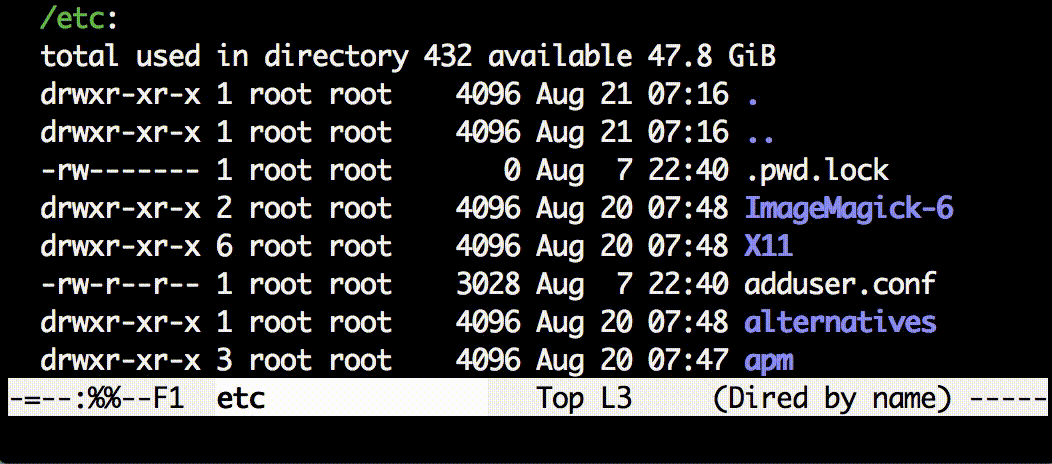 /etc:
total used in directory 432 available 47.8 GiB
drwxr-xr-x 1 root root    4096 Aug 21 07:16 .
drwxr-xr-x 1 root root    4096 Aug 21 07:16 ..
-rw------- 1 root root       0 Aug  7 22:40 .pwd.lock
drwxr-xr-x 2 root root    4096 Aug 20 07:48 ImageMagick-6
drwxr-xr-x 6 root root    4096 Aug 20 07:48 X11
-rw-r--r-- 1 root root    3028 Aug  7 22:40 adduser.conf
drwxr-xr-x 1 root root    4096 Aug 20 07:48 alternatives
drwxr-xr-x 3 root root    4096 Aug 20 07:47 apm
-=--:%%--F1  etc                 Top L3     (Dired by name) -----